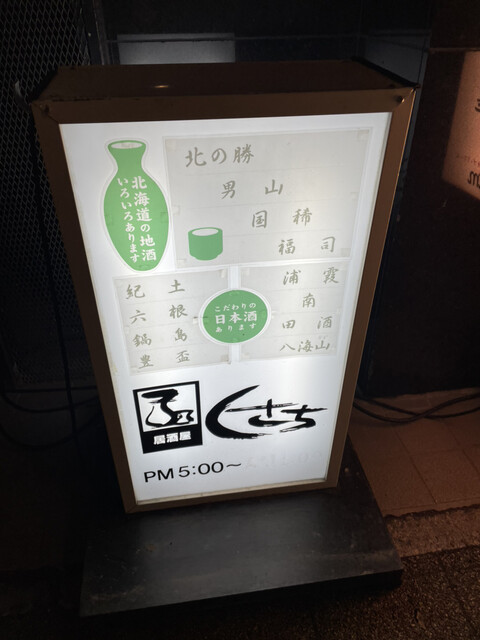 北海道の地酒
いろいろあります
北の勝
男 山
国 稀
福 司
紀 土
六 根
鍋 島
豊 盃
こだわりの
日本酒
あります
浦 霞
南
田 酒
八海山
居酒屋
くさち
PM5:00〜